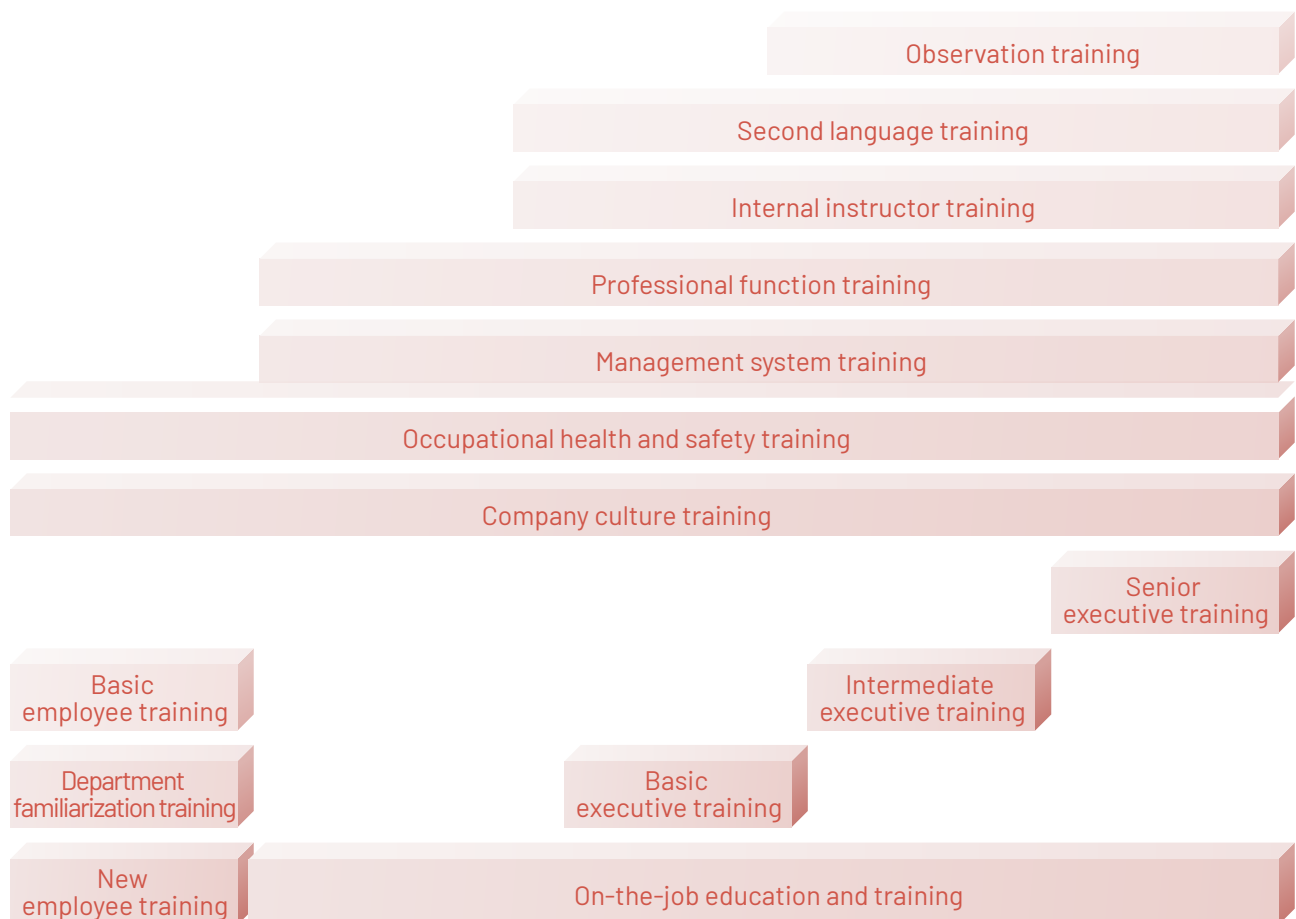 Observation training
Second language training
Internal instructor training
Professional function training
Management system training
Occupational health and safety training
Company culture training
Senior
executive training
Basic
employee training
Intermediate
executive training
Department
familiarization training
Basic
executive training
New
employee training
On-the-job education and training